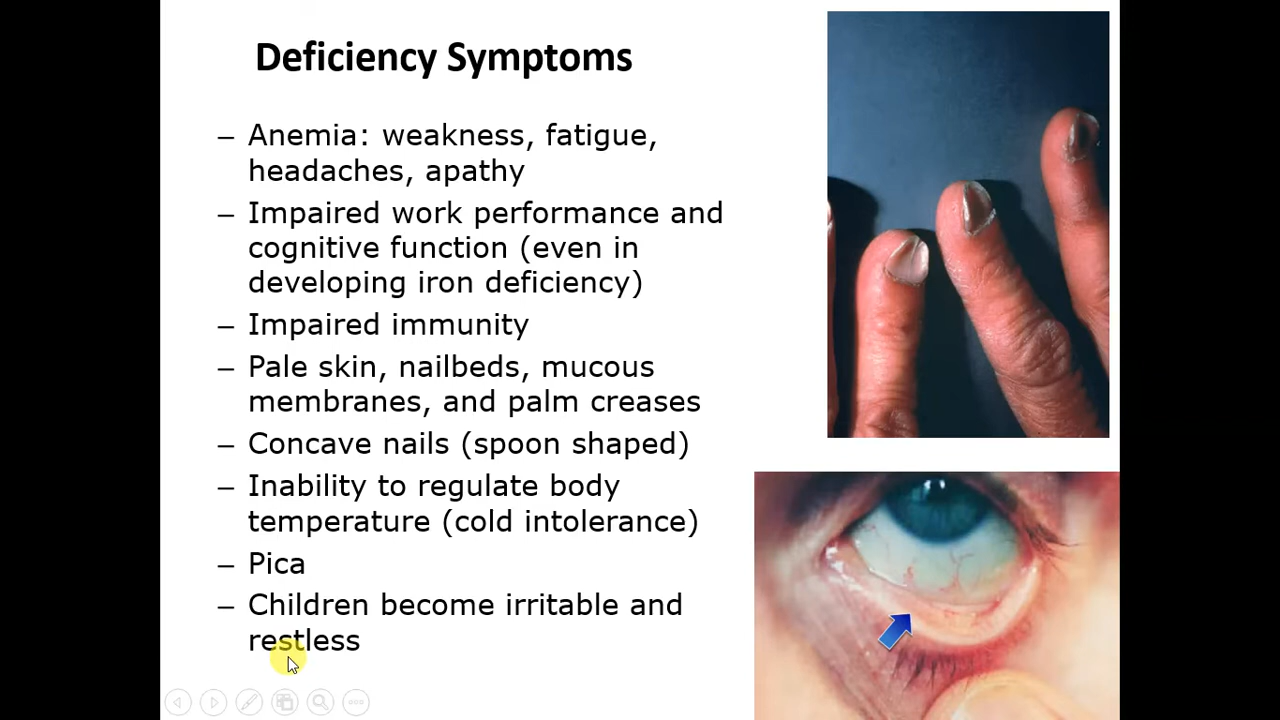 Deficiency Symptoms
– Anemia: weakness, fatigue,
headaches, apathy
– Impaired work performance and
cognitive function (even in
developing iron deficiency)
– Impaired immunity
– Pale skin, nailbeds, mucous
membranes, and palm creases
– Concave nails (spoon shaped)
– Inability to regulate body
temperature (cold intolerance)
– Pica
– Children become irritable and
restless